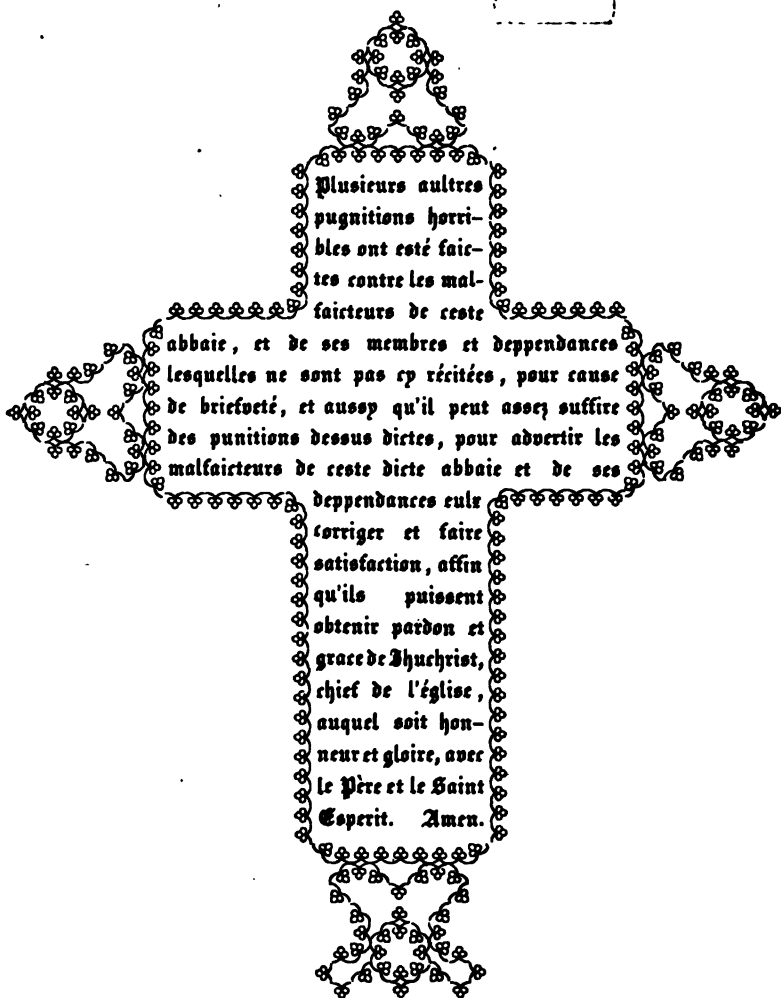 Plusieurs aultres
pugnitions horri-
bles ont esté faic-
tes contre les mal-
faicteurs de ceste
abbaie, et de ses membres et deppendances
lesquelles ne sont pas cy récitées, pour cause
de briefveté, et aussy qu'il peut assez suffire
des punitions dessus dictes, pour advertir les
malfaicteurs de ceste dicte abbaie et de ses
deppendances eulx
corriger et faire
satisfaction, affin
qu'ils puissent
obtenir pardon et
grace de Jhuchrist,
chief de l'église,
auquel soit hon-
neur et gloire, avec
le Père et le Saint
Esperit. Amen.